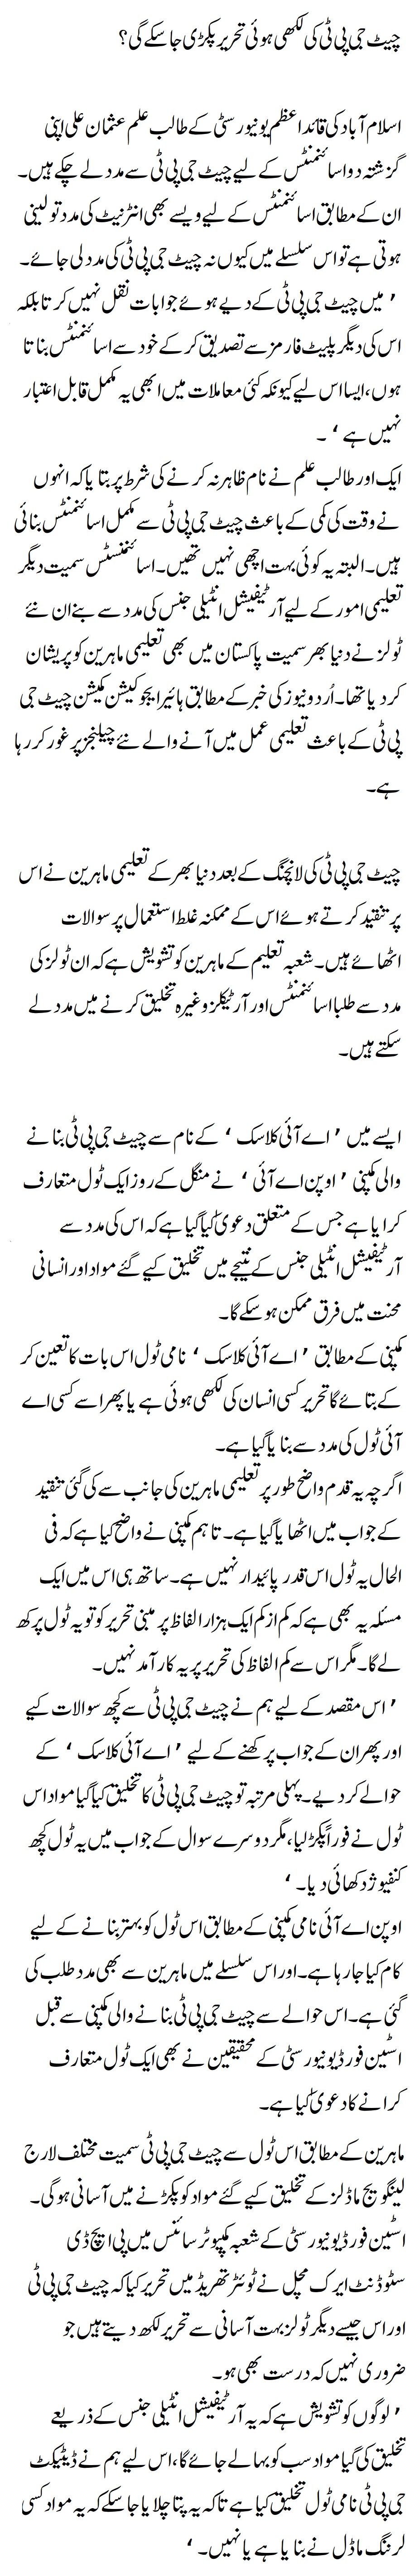 چیٹ جی پی ٹی کی لکھی ہوئی تحریر پکڑی جا سکے گی؟
اسلام آباد کی قائداعظم یونیورسٹی کے طالب علم عثمان علی اپنی
گزشتہ دو اسائنمنٹس کے لیے چیٹ جی پی ٹی سے مدد لے چکے ہیں۔
ان کے مطابق اسائنمنٹس کے لیے ویسے بھی انٹرنیٹ کی مدد تو لینی
ہوتی ہے تو اس سلسلے میں کیوں نہ چیٹ جی پی ٹی کی مدد لی جائے۔
’میں چیٹ جی پی ٹی کے دیے ہوئے جوابات نقل نہیں کرتا بلکہ
اس کی دیگر پلیٹ فارمز سے تصدیق کر کے خود سے اسائنمنٹس بناتا
ہوں، ایسا اس لیے کیونکہ کئی معاملات میں ابھی یہ مکمل قابل اعتبار
نہیں ہے‘۔
ایک اور طالب علم نے نام ظاہر نہ کرنے کی شرط پر بتایا کہ انہوں
نے وقت کی کمی کے باعث چیٹ جی پی ٹی سے مکمل اسائنمنٹس بنائی
ہیں۔ البتہ یہ کوئی بہت اچھی نہیں تھیں۔ اسائنمنسٹس سمیت دیگر
تعلیمی امور کے لیے آرٹیفیشل انٹیلی جنس کی مدد سے بنے ان نئے
ٹولز نے دنیا بھر سمیت پاکستان میں بھی تعلیمی ماہرین کو پریشان
کر دیا تھا۔ اُردو نیوز کی خبر کے مطابق ہائیر ایجوکیشن کمیشن چیٹ جی
پی ٹی کے باعث تعلیمی عمل میں آنے والے نئے چیلنجز پر غور کر رہا
ہے۔
چیٹ جی پی ٹی کی لانچنگ کے بعد دنیا بھر کے تعلیمی ماہرین نے اس
پر تنقید کرتے ہوئے اس کے ممکنہ غلط استعمال پر سوالات
اٹھائے ہیں۔ شعبہ تعلیم کے ماہرین کو تشویش ہے کہ ان ٹولز کی
مدد سے طلبا اسائنمنٹس اور آرٹیکلز وغیرہ تخلیق کرنے میں مدد لے
سکتے ہیں۔
ایسے میں ’اے آئی کلاسک‘ کے نام سے چیٹ جی پی ٹی بنانے
والی کمپنی ’اوپن اے آئی‘ نے منگل کے روز ایک ٹول متعارف
کرایا ہے جس کے متعلق دعویٰ کیا گیا ہے کہ اس کی مدد سے
آرٹیفیشل انٹیلی جنس کے نتیجے میں تخلیق کیے گئے مواد اور انسانی
محنت میں فرق ممکن ہو سکے گا۔
کمپنی کے مطابق ’اے آئی کلاسک‘ نامی ٹول اس بات کا تعین کر
کے بتائے گا تحریر کسی انسان کی لکھی ہوئی ہے یا پھر اسے کسی اے
آئی ٹول کی مدد سے بنایا گیا ہے۔
اگرچہ یہ قدم واضح طور پر تعلیمی ماہرین کی جانب سے کی گئی تنقید
کے جواب میں اٹھایا گیا ہے۔ تاہم کمپنی نے واضح کیا ہے کہ فی
الحال یہ ٹول اس قدر پائیدار نہیں ہے۔ ساتھ ہی اس میں ایک
مسئلہ یہ بھی ہے کہ کم از کم ایک ہزار الفاظ پر مبنی تحریر کو تو یہ ٹول پرکھ
لے گا۔ مگر اس سے کم الفاظ کی تحریر پر یہ کارآمد نہیں۔
’اس مقصد کے لیے ہم نے چیٹ جی پی ٹی سے کچھ سوالات کیے
اور پھر ان کے جواب پرکھنے کے لیے ’اے آئی کلاسک‘ کے
حوالے کر دیے۔ پہلی مرتبہ تو چیٹ جی پی ٹی کا تخلیق کیا گیا مواد اس
ٹول نے فوراً پکڑ لیا، مگر دوسرے سوال کے جواب میں یہ ٹول کچھ
کنفیوژ دکھائی دیا۔‘
اوپن اے آئی نامی کمپنی کے مطابق اس ٹول کو بہتر بنانے کے لیے
کام کیا جا رہا ہے۔ اور اس سلسلے میں ماہرین سے بھی مدد طلب کی
گئی ہے۔ اس حوالے سے چیٹ جی پی ٹی بنانے والی کمپنی سے قبل
اسٹین فورڈ یونیورسٹی کے محقیقین نے بھی ایک ٹول متعارف
کرانے کا دعویٰ کیا ہے۔
ماہرین کے مطابق اس ٹول سے چیٹ جی پی ٹی سمیت مختلف لارج
لینگویج ماڈلز کے تخلیق کیے گئے مواد کو پکڑنے میں آسانی ہوگی۔
اسٹین فورڈ یونیورسٹی کے شعبہ کمپیوٹر سائنس میں پی ایچ ڈی
سٹوڈنٹ ایرک مچل نے ٹوئٹر تھریڈ میں تحریر کیا کہ چیٹ جی پی ٹی
اور اس جیسے دیگر ٹولز بہت آسانی سے تحریر لکھ دیتے ہیں جو
ضروری نہیں کہ درست بھی ہو۔
’لوگوں کو تشویش ہے کہ یہ آرٹیفیشل انٹیلی جنس کے ذریعے
تخلیق کی گیا مواد سب کو بہا لے جائے گا، اس لیے ہم نے ڈیٹیکٹ
جی پی ٹی نامی ٹول تخلیق کیا ہے تاکہ یہ پتا چلایا جا سکے کہ یہ مواد کسی
لرننگ ماڈل نے بنایا ہے یا نہیں۔‘